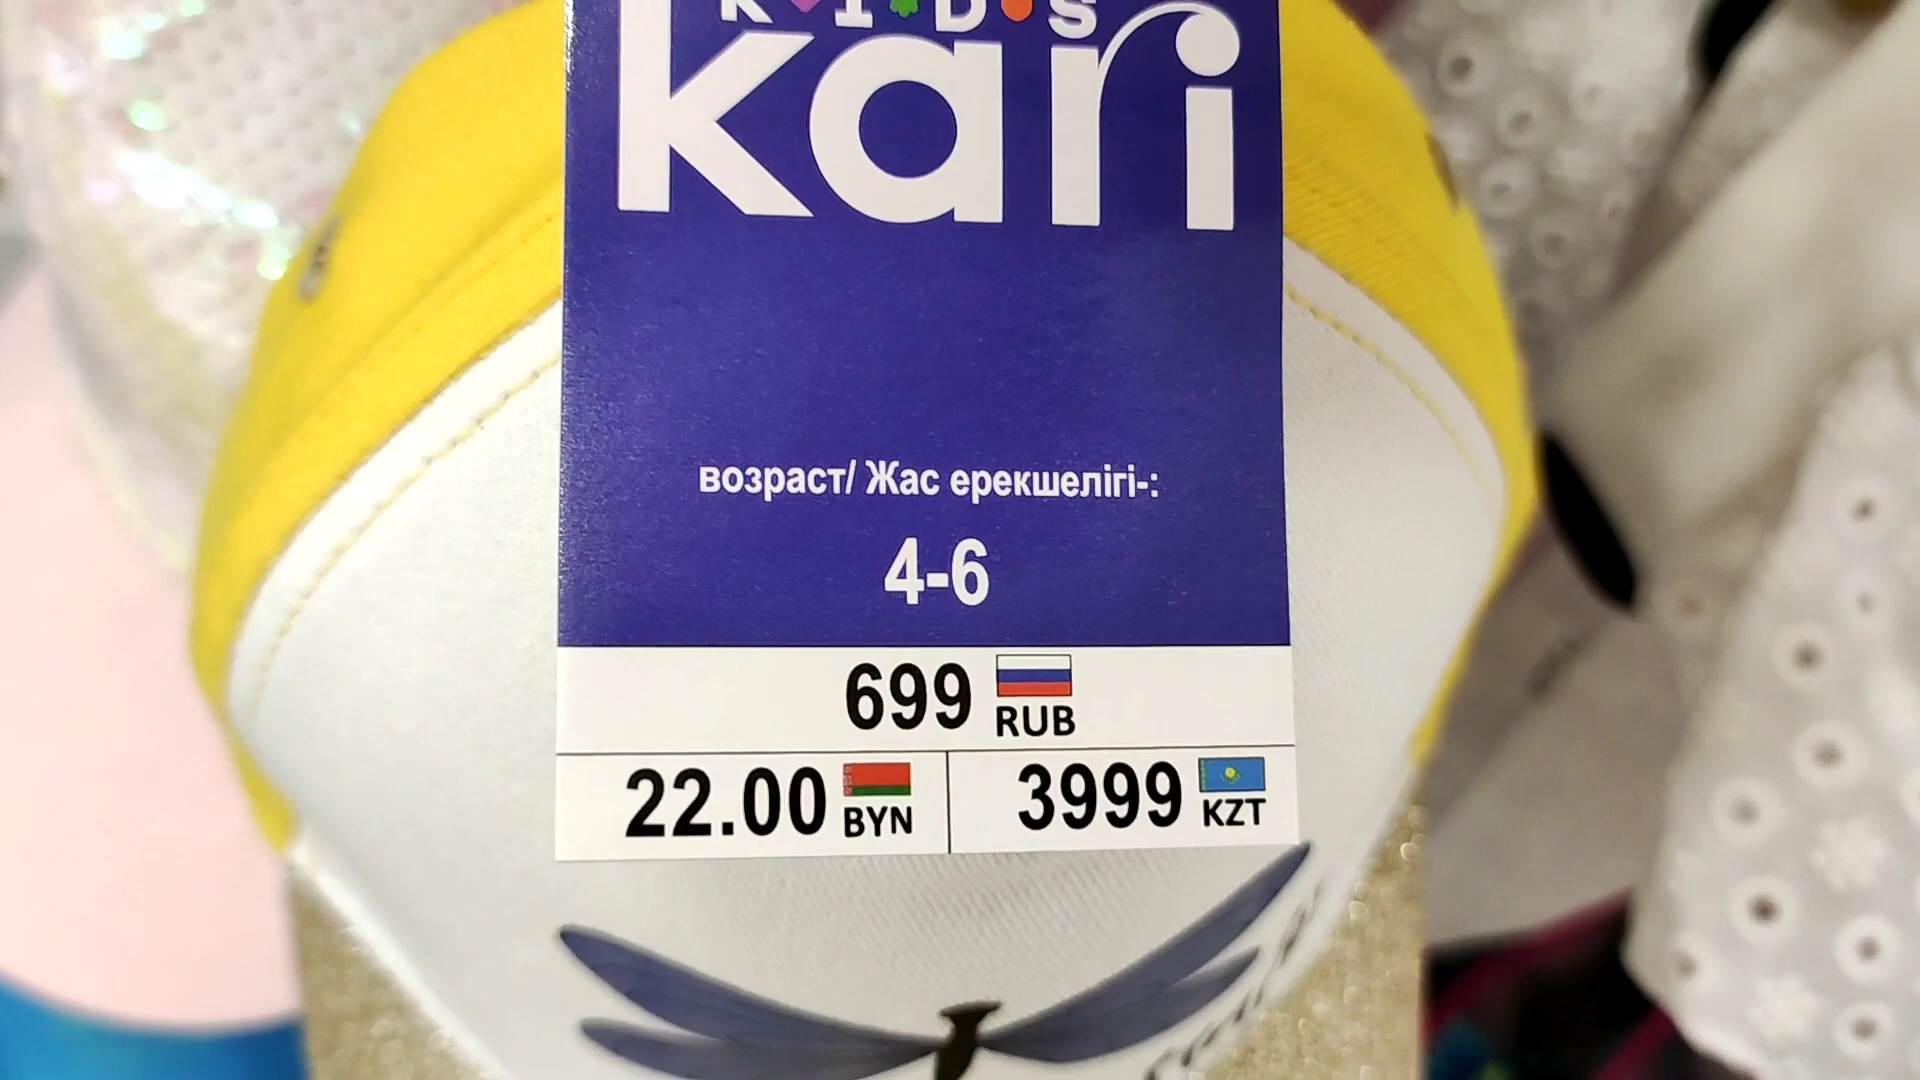 KIDS
kari
возраст/ Жас ерекшелігі-:
4-6
699 RUB
22.00 BYN 3999 KZT